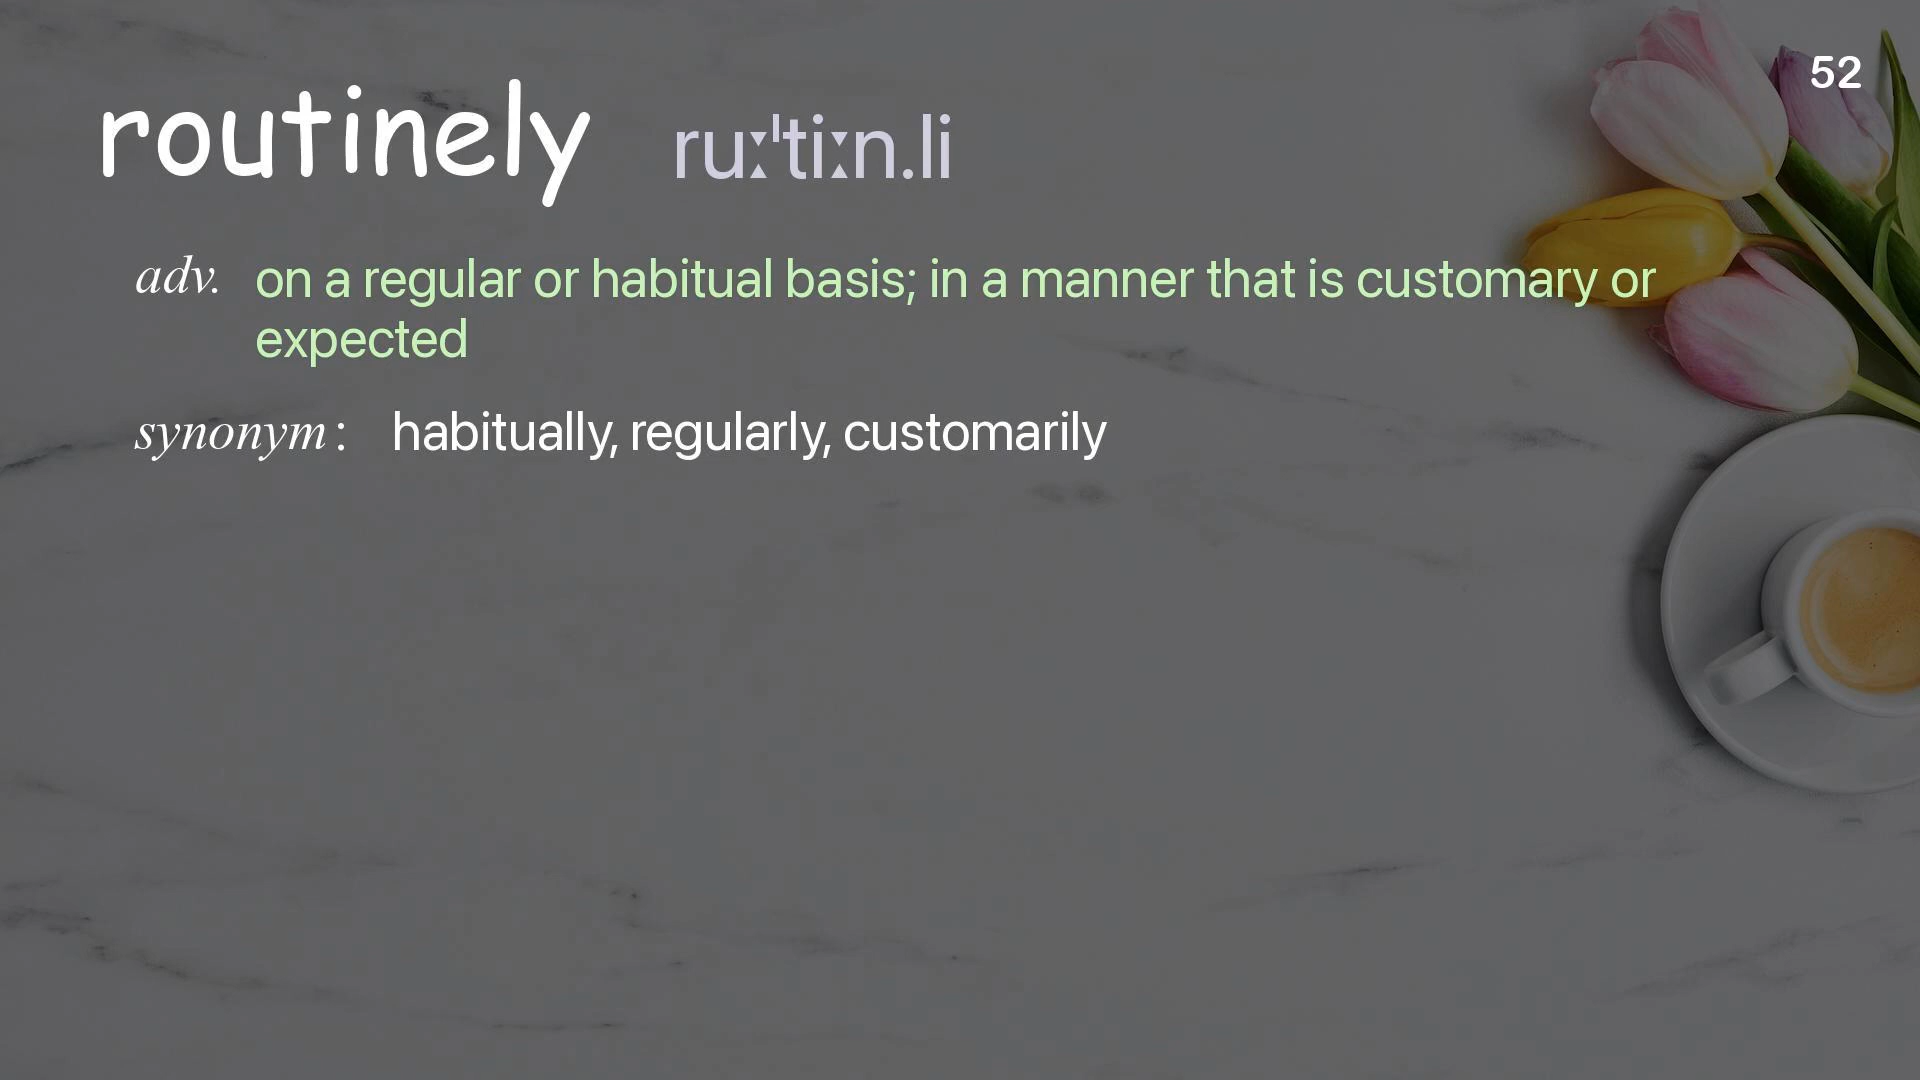 52
routinely ruːˈtiːn.li
adv. on a regular or habitual basis; in a manner that is customary or
expected
synonym: habitually, regularly, customarily